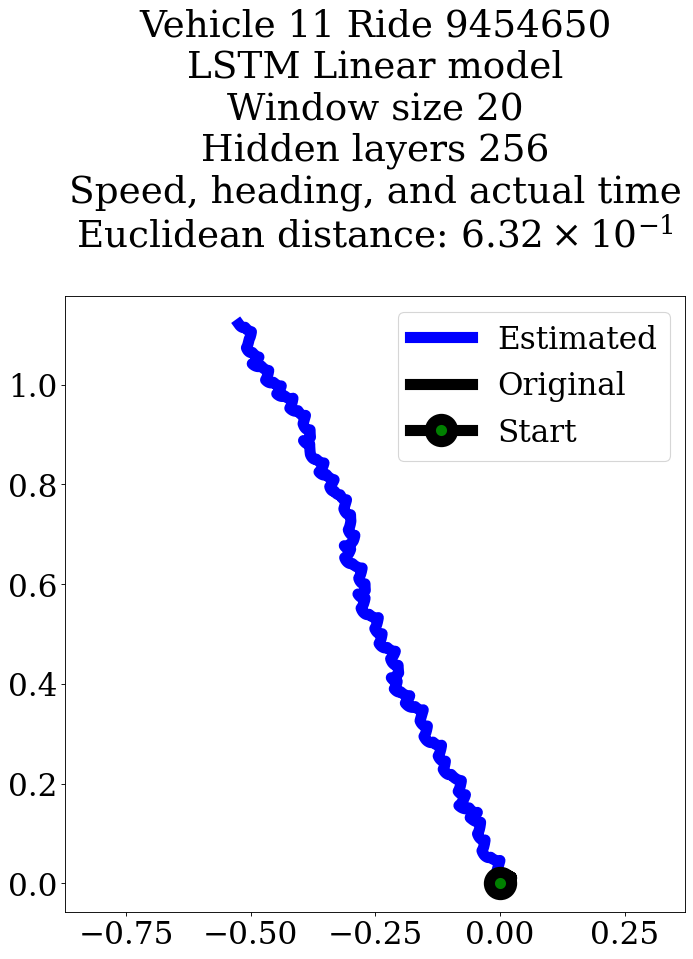 Vehicle 11 Ride 9454650
LSTM Linear model
Window size 20
Hidden layers 256
Speed, heading, and actual time
Euclidean distance: 6.32 × 10⁻¹
Estimated
Original
Start
1.0
0.8
0.6
0.4
0.2
0.0
−0.75 −0.50 −0.25 0.00 0.25